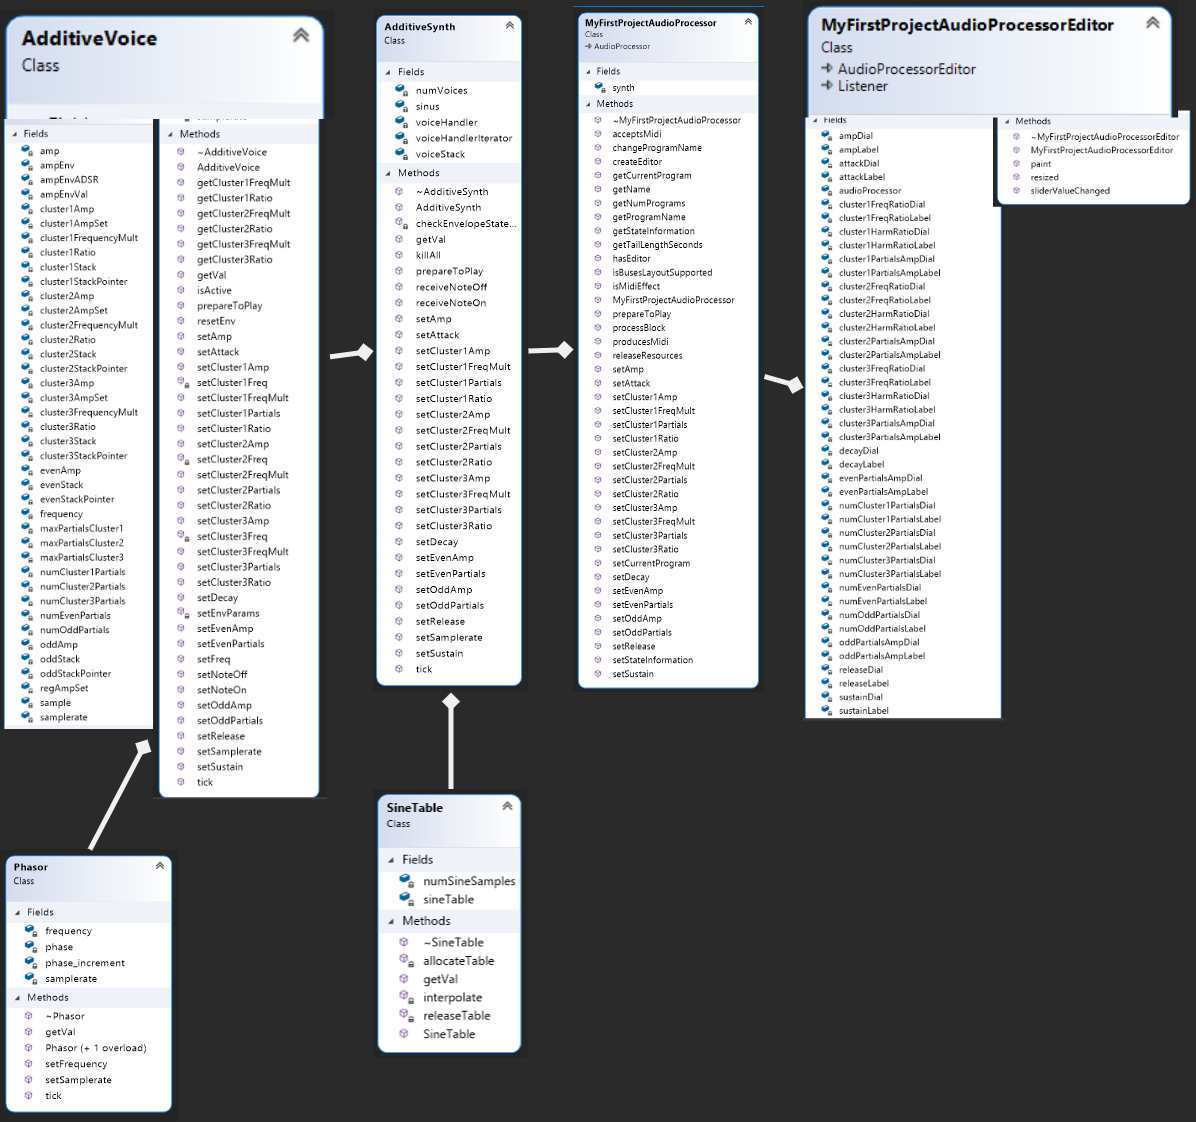 AdditiveVoice
Class
Fields
amp
ampEnv
ampEnvADSR
ampEnvVal
cluster1Amp
cluster1AmpSet
cluster1FrequencyMult
cluster1Ratio
cluster1Stack
cluster1StackPointer
cluster2Amp
cluster2AmpSet
cluster2FrequencyMult
cluster2Ratio
cluster2Stack
cluster2StackPointer
cluster3Amp
cluster3AmpSet
cluster3FrequencyMult
cluster3Ratio
cluster3Stack
cluster3StackPointer
evenAmp
evenStack
evenStackPointer
frequency
maxPartialsCluster1
maxPartialsCluster2
maxPartialsCluster3
numCluster1Partials
numCluster2Partials
numCluster3Partials
numEvenPartials
numOddPartials
oddAmp
oddStack
oddStackPointer
regAmpSet
sample
samplerate
Methods
~AdditiveVoice
AdditiveVoice
getCluster1FreqMult
getCluster1Ratio
getCluster2FreqMult
getCluster2Ratio
getCluster3FreqMult
getCluster3Ratio
getVal
isActive
prepareToPlay
resetEnv
setAmp
setAttack
setCluster1Amp
setCluster1Freq
setCluster1FreqMult
setCluster1Partials
setCluster1Ratio
setCluster2Amp
setCluster2Freq
setCluster2FreqMult
setCluster2Partials
setCluster2Ratio
setCluster3Amp
setCluster3Freq
setCluster3FreqMult
setCluster3Partials
setCluster3Ratio
setDecay
setEnvParams
setEvenAmp
setEvenPartials
setFreq
setNoteOff
setNoteOn
setOddAmp
setOddPartials
setRelease
setSamplerate
setSustain
tick
AdditiveSynth
Class
Fields
numVoices
sinus
voiceHandler
voiceHandlerIterator
voiceStack
Methods
~AdditiveSynth
AdditiveSynth
checkEnvelopeState...
getVal
killAll
prepareToPlay
receiveNoteOff
receiveNoteOn
setAmp
setAttack
setCluster1Amp
setCluster1FreqMult
setCluster1Partials
setCluster1Ratio
setCluster2Amp
setCluster2FreqMult
setCluster2Partials
setCluster2Ratio
setCluster3Amp
setCluster3FreqMult
setCluster3Partials
setCluster3Ratio
setDecay
setEvenAmp
setEvenPartials
setOddAmp
setOddPartials
setRelease
setSamplerate
setSustain
tick
MyFirstProjectAudioProcessor
Class
AudioProcessor
Fields
synth
Methods
~MyFirstProjectAudioProcessor
acceptsMidi
changeProgramName
createEditor
getCurrentProgram
getName
getNumPrograms
getProgramName
getStateInformation
getTailLengthSeconds
hasEditor
isBusesLayoutSupported
isMidiEffect
MyFirstProjectAudioProcessor
prepareToPlay
processBlock
producesMidi
releaseResources
setAmp
setAttack
setCluster1Amp
setCluster1FreqMult
setCluster1Partials
setCluster1Ratio
setCluster2Amp
setCluster2FreqMult
setCluster2Partials
setCluster2Ratio
setCluster3Amp
setCluster3FreqMult
setCluster3Partials
setCluster3Ratio
setCurrentProgram
setDecay
setEvenAmp
setEvenPartials
setOddAmp
setOddPartials
setRelease
setStateInformation
setSustain
MyFirstProjectAudioProcessorEditor
Class
AudioProcessorEditor
Listener
Fields
ampDial
ampLabel
attackDial
attackLabel
audioProcessor
cluster1FreqRatioDial
cluster1FreqRatioLabel
cluster1HarmRatioDial
cluster1HarmRatioLabel
cluster1PartialsAmpDial
cluster1PartialsAmpLabel
cluster2FreqRatioDial
cluster2FreqRatioLabel
cluster2HarmRatioDial
cluster2HarmRatioLabel
cluster2PartialsAmpDial
cluster2PartialsAmpLabel
cluster3FreqRatioDial
cluster3FreqRatioLabel
cluster3HarmRatioDial
cluster3HarmRatioLabel
cluster3PartialsAmpDial
cluster3PartialsAmpLabel
decayDial
decayLabel
evenPartialsAmpDial
evenPartialsAmpLabel
numCluster1PartialsDial
numCluster1PartialsLabel
numCluster2PartialsDial
numCluster2PartialsLabel
numCluster3PartialsDial
numCluster3PartialsLabel
numEvenPartialsDial
numEvenPartialsLabel
numOddPartialsDial
numOddPartialsLabel
oddPartialsAmpDial
oddPartialsAmpLabel
releaseDial
releaseLabel
sustainDial
sustainLabel
Methods
~MyFirstProjectAudioProcessorEditor
MyFirstProjectAudioProcessorEditor
paint
resized
sliderValueChanged
Phasor
Class
Fields
frequency
phase
phase_increment
samplerate
Methods
~Phasor
getVal
Phasor (+ 1 overload)
setFrequency
setSamplerate
tick
SineTable
Class
Fields
numSineSamples
sineTable
Methods
~SineTable
allocateTable
getVal
interpolate
releaseTable
SineTable